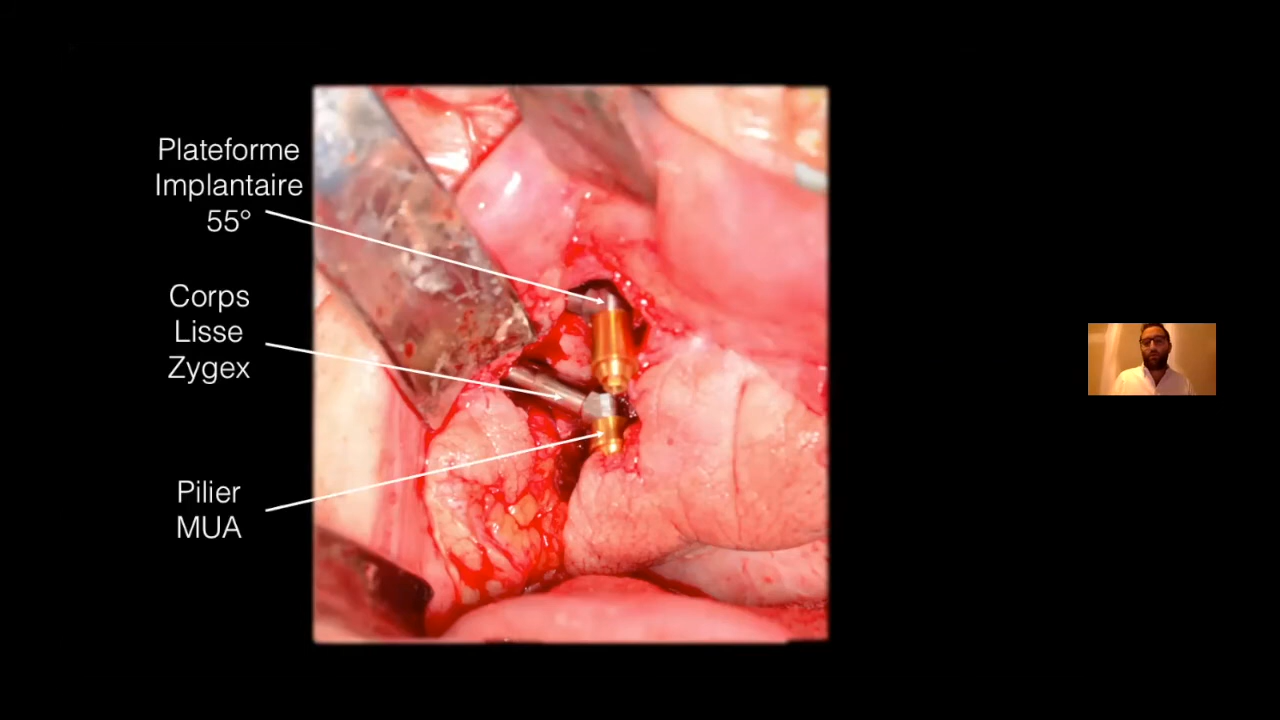 Plateforme
Implantaire
55°
Corps
Lisse
Zygex
Pilier
MUA